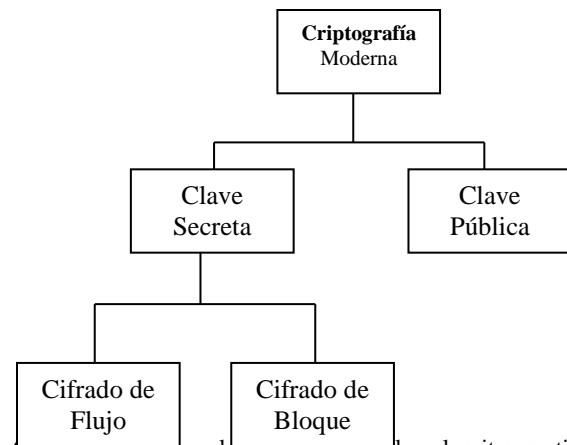 Criptografía
Moderna
Clave
Secreta
Clave
Pública
Cifrado de
Flujo
Cifrado de
Bloque